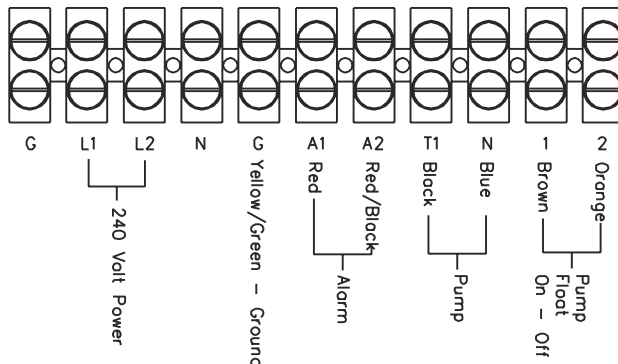 G L1 L2 N G A1 A2 T1 N 1 2
Yellow/Green - Ground
Red
Red/Black
Black
Blue
Brown
Orange
240 Volt Power
Alarm
Pump
Pump
Float
On - Off